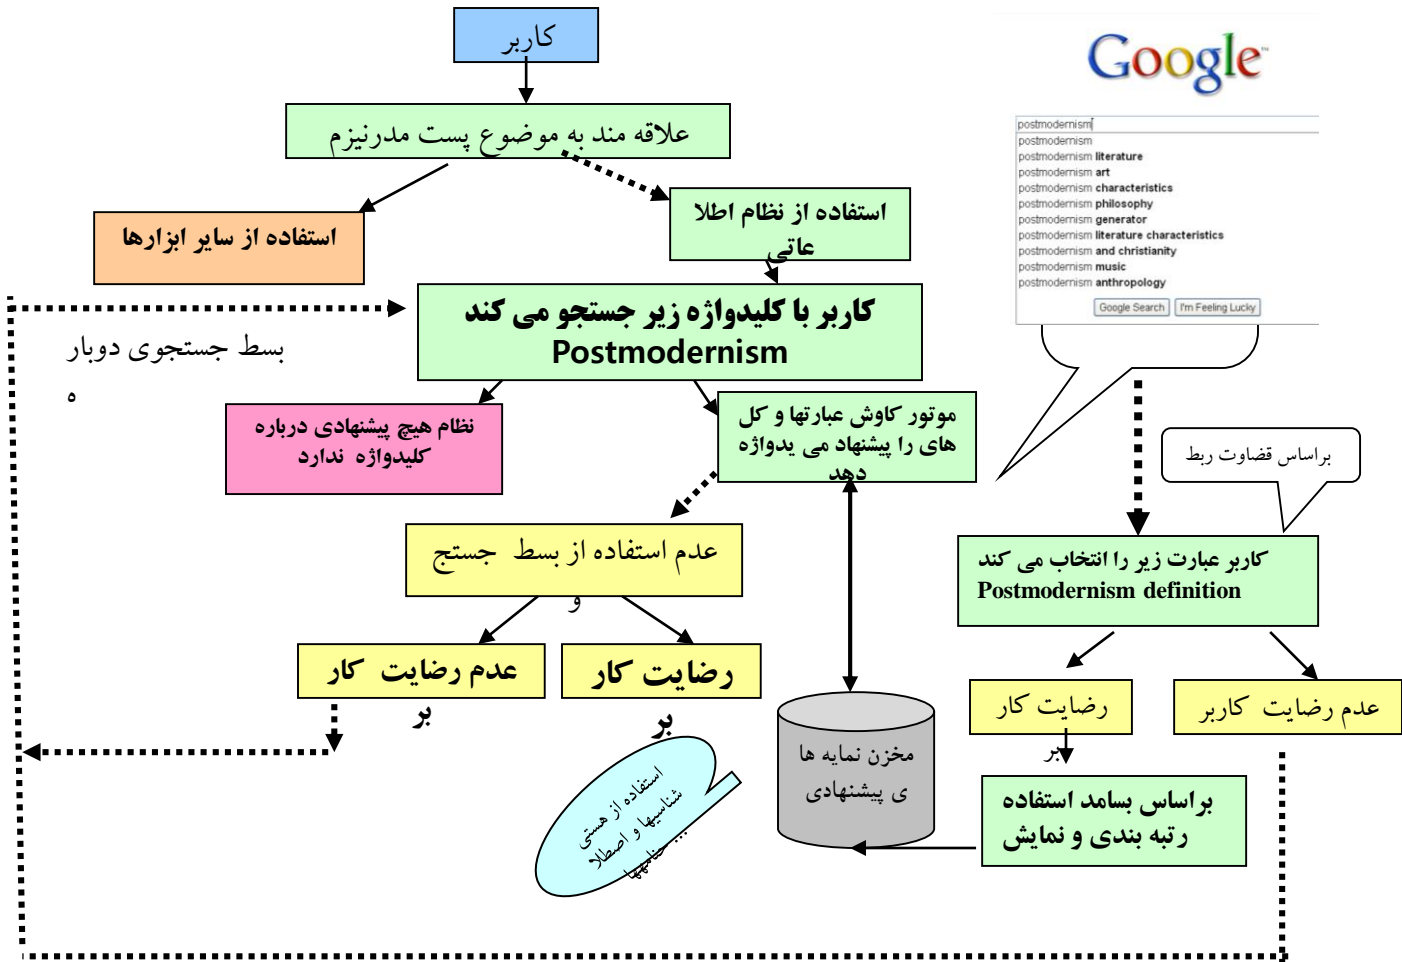 کاربر
علاقه مند به موضوع پست مدرنیزم
استفاده از نظام اطلا
عاتی
استفاده از سایر ابزارها
کاربر با کلیدواژه زیر جستجو می کند
Postmodernism
بسط جستجوی دوبار
ه
نظام هیچ پیشنهادی درباره
کلیدواژه ندارد
موتور کاوش عبارتها و کل
های را پیشنهاد می یدواژه
دهد
عدم استفاده از بسط جستج
و
عدم رضایت کار
بر
رضایت کار
بر
استفاده از هستی
شناسیها و اصطلا
حنامهها ...
مخزن نمایه ها
ی پیشنهادی
Google™
postmodernism
postmodernism
postmodernism literature
postmodernism art
postmodernism characteristics
postmodernism philosophy
postmodernism generator
postmodernism literature characteristics
postmodernism and christianity
postmodernism music
postmodernism anthropology
Google Search
I'm Feeling Lucky
براساس قضاوت ربط
کاربر عبارت زیر را انتخاب می کند
Postmodernism definition
رضایت کار
بر
عدم رضایت کاربر
براساس بسامد استفاده
رتبه بندی و نمایش